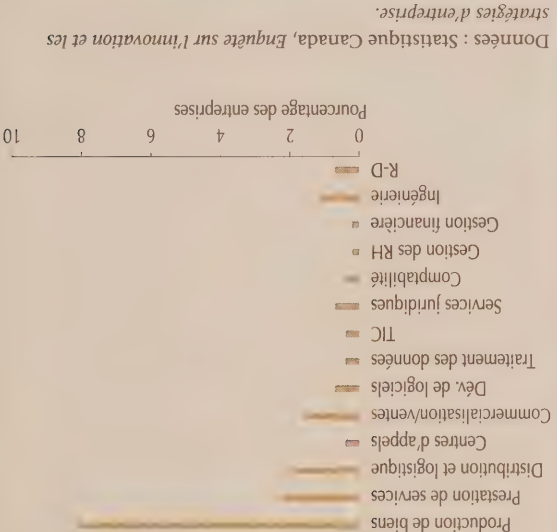 Production de biens
Prestation de services
Distribution et logistique
Centres d'appels
Commercialisation/ventes
Dév. de logiciels
Traitement des données
TIC
Services juridiques
Comptabilité
Gestion des RH
Gestion financière
Ingénierie
R-D
0 2 4 6 8 10
Pourcentage des entreprises
Données : Statistique Canada, Enquête sur l'innovation et les
stratégies d'entreprise.